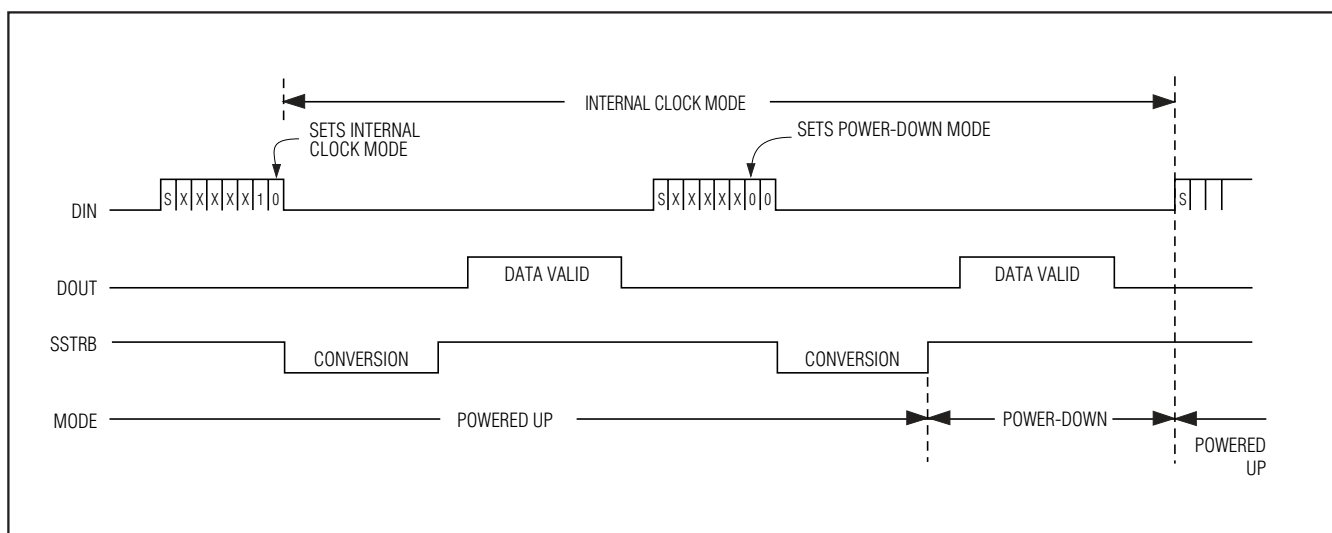 INTERNAL CLOCK MODE
SETS INTERNAL
CLOCK MODE
SETS POWER-DOWN MODE
DIN
S X X X X X 1 0
S X X X X X 0 0
S
DOUT
DATA VALID
DATA VALID
SSTRB
CONVERSION
CONVERSION
MODE
POWERED UP
POWER-DOWN
POWERED
UP